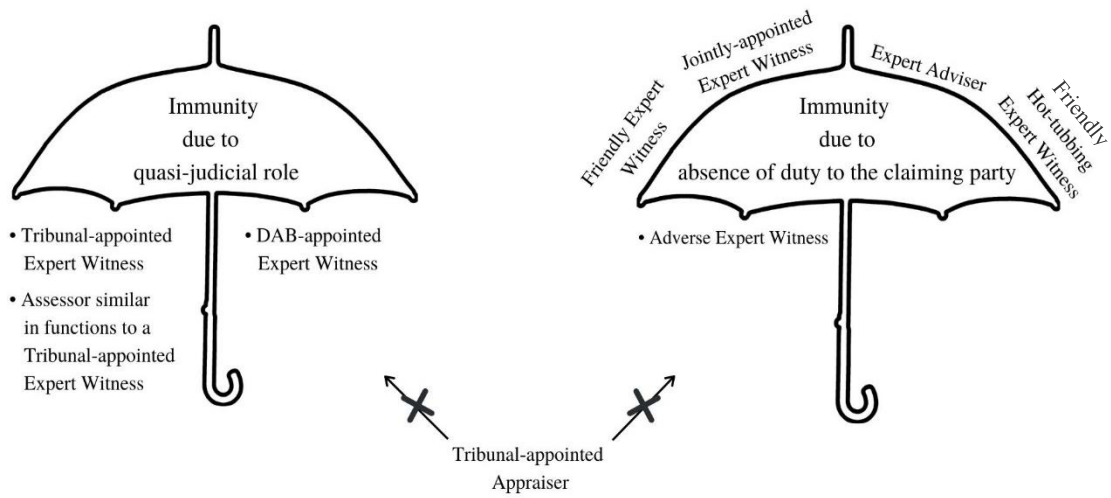 Immunity
due to
quasi-judicial role
• Tribunal-appointed
Expert Witness
• Assessor similar
in functions to a
Tribunal-appointed
Expert Witness
• DAB-appointed
Expert Witness
Friendly Expert
Witness
Jointly-appointed
Expert Witness
Expert Adviser
Friendly
Hot-tubbing
Expert Witness
Immunity
due to
absence of duty to the claiming party
• Adverse Expert Witness
Tribunal-appointed
Appraiser